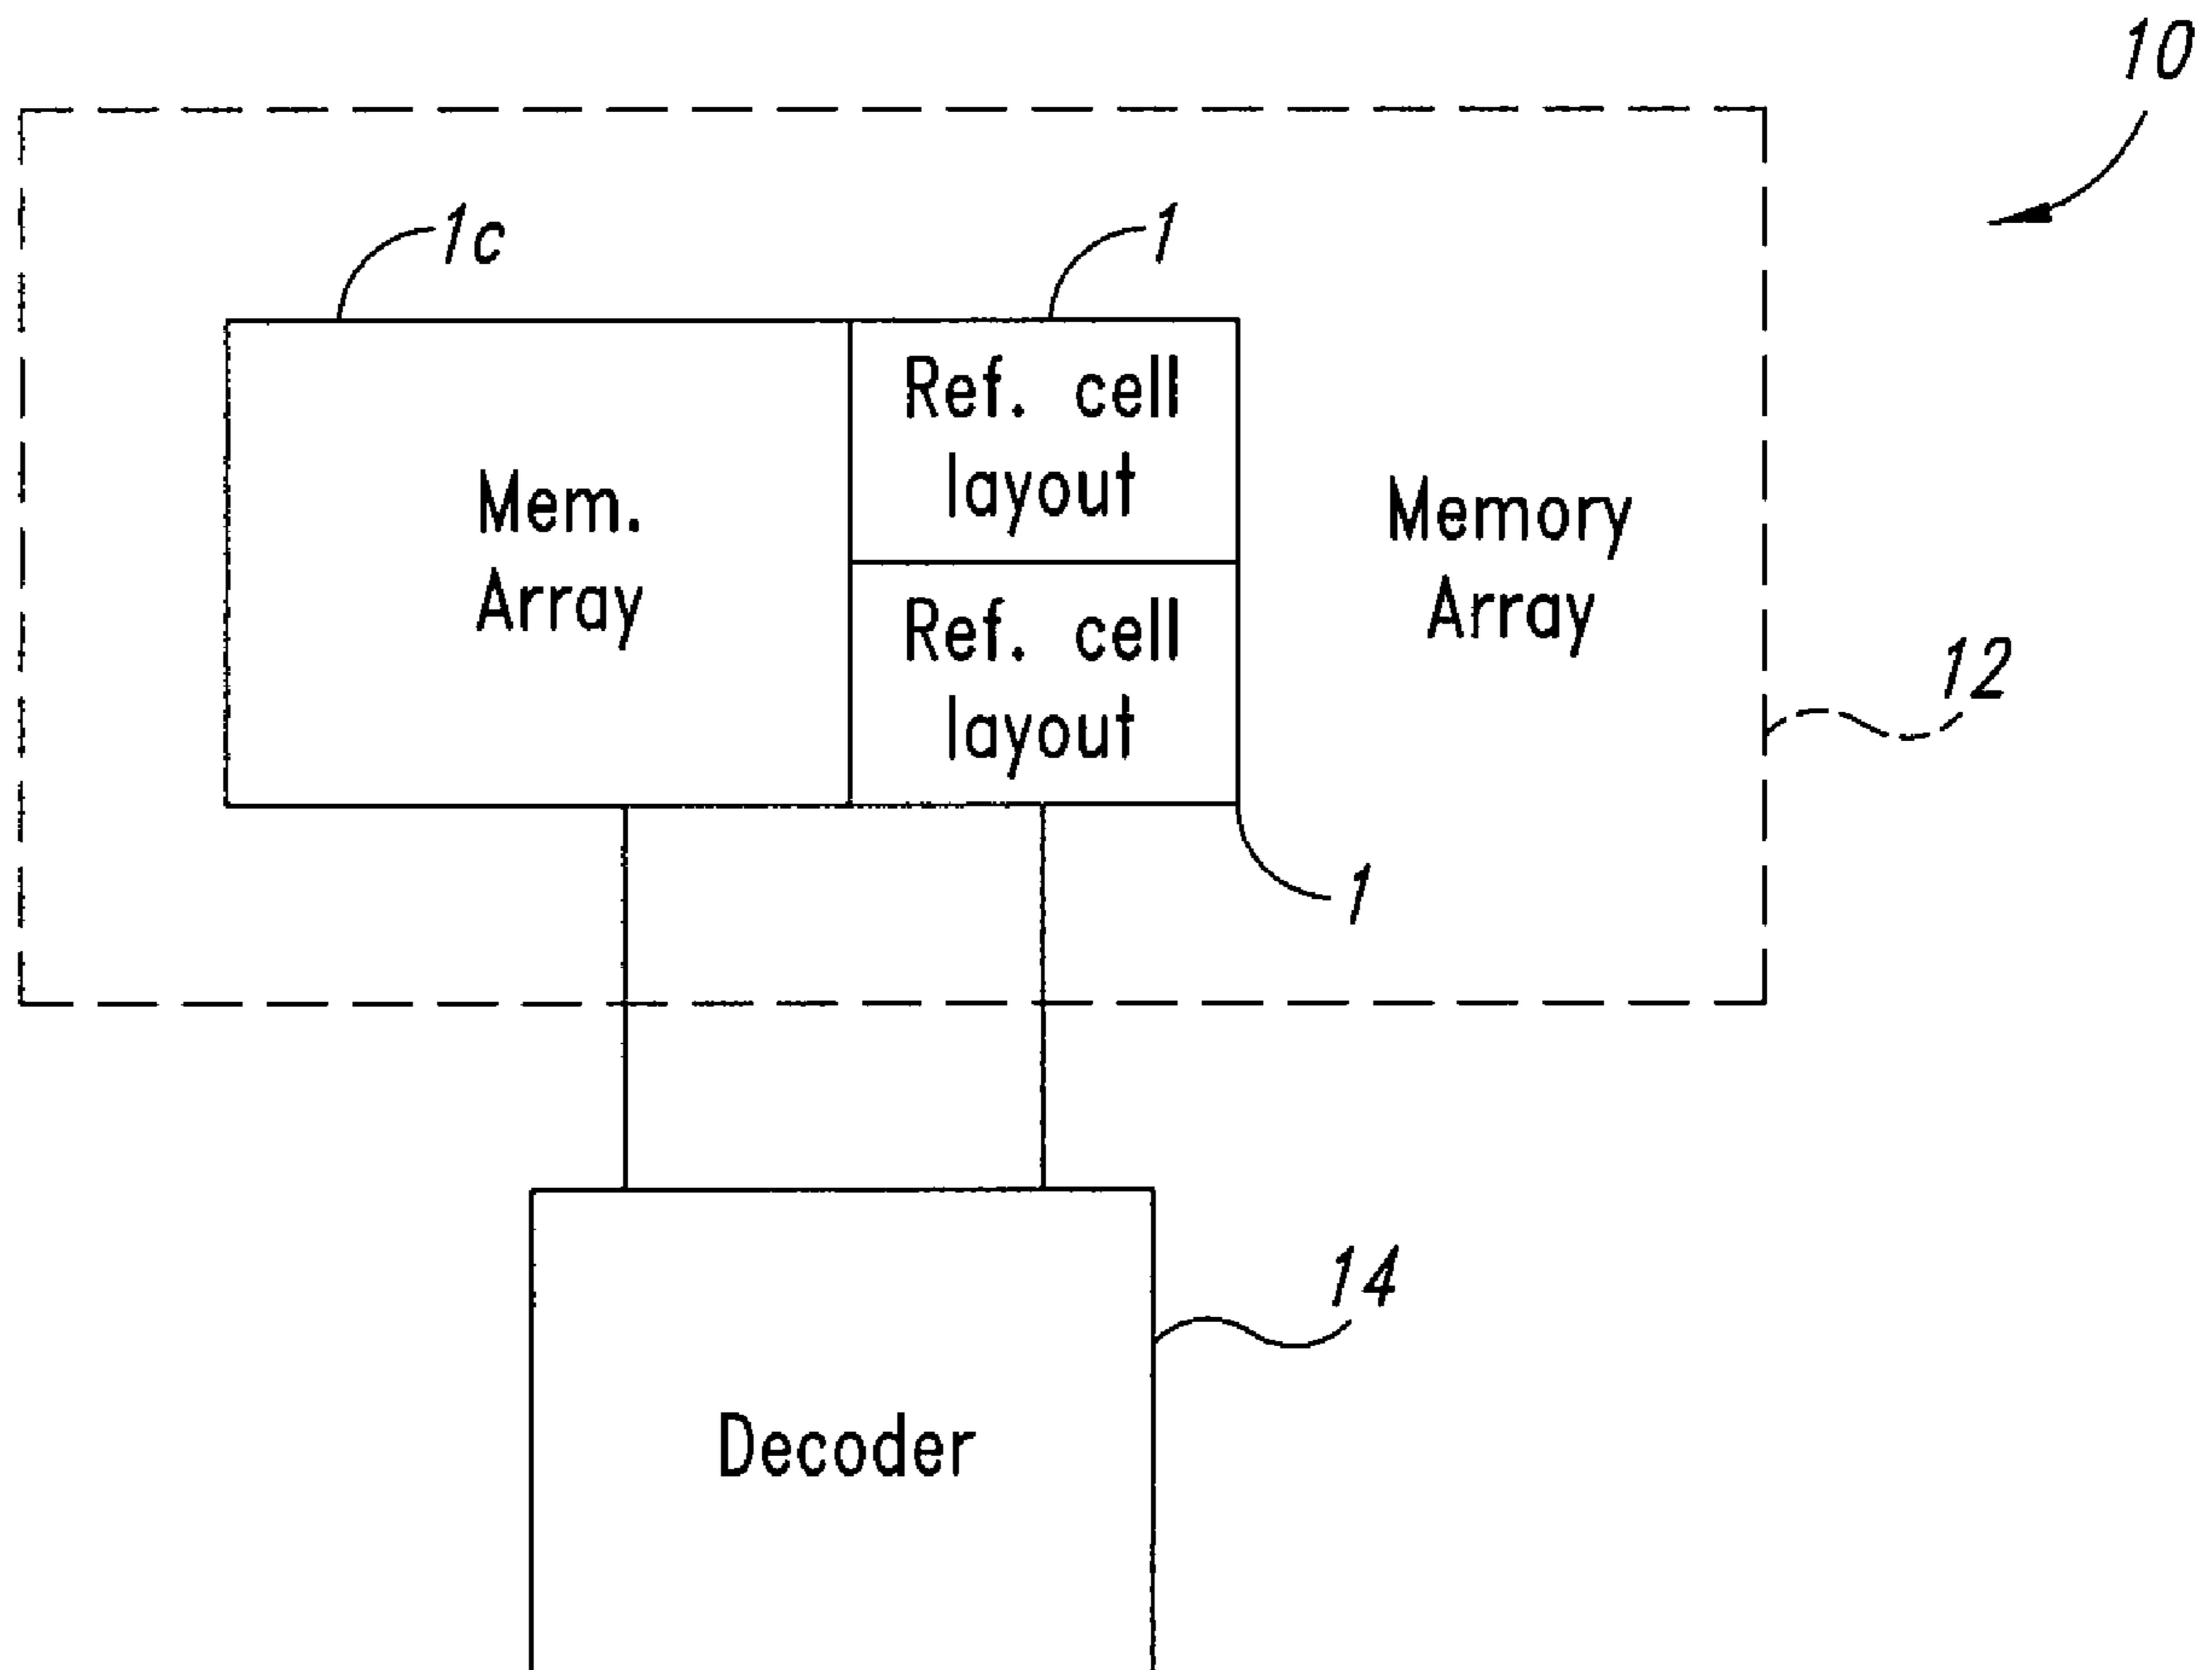 10
1c
1
Ref. cell
layout
Mem.
Array
Memory
Array
Ref. cell
layout
12
1
14
Decoder